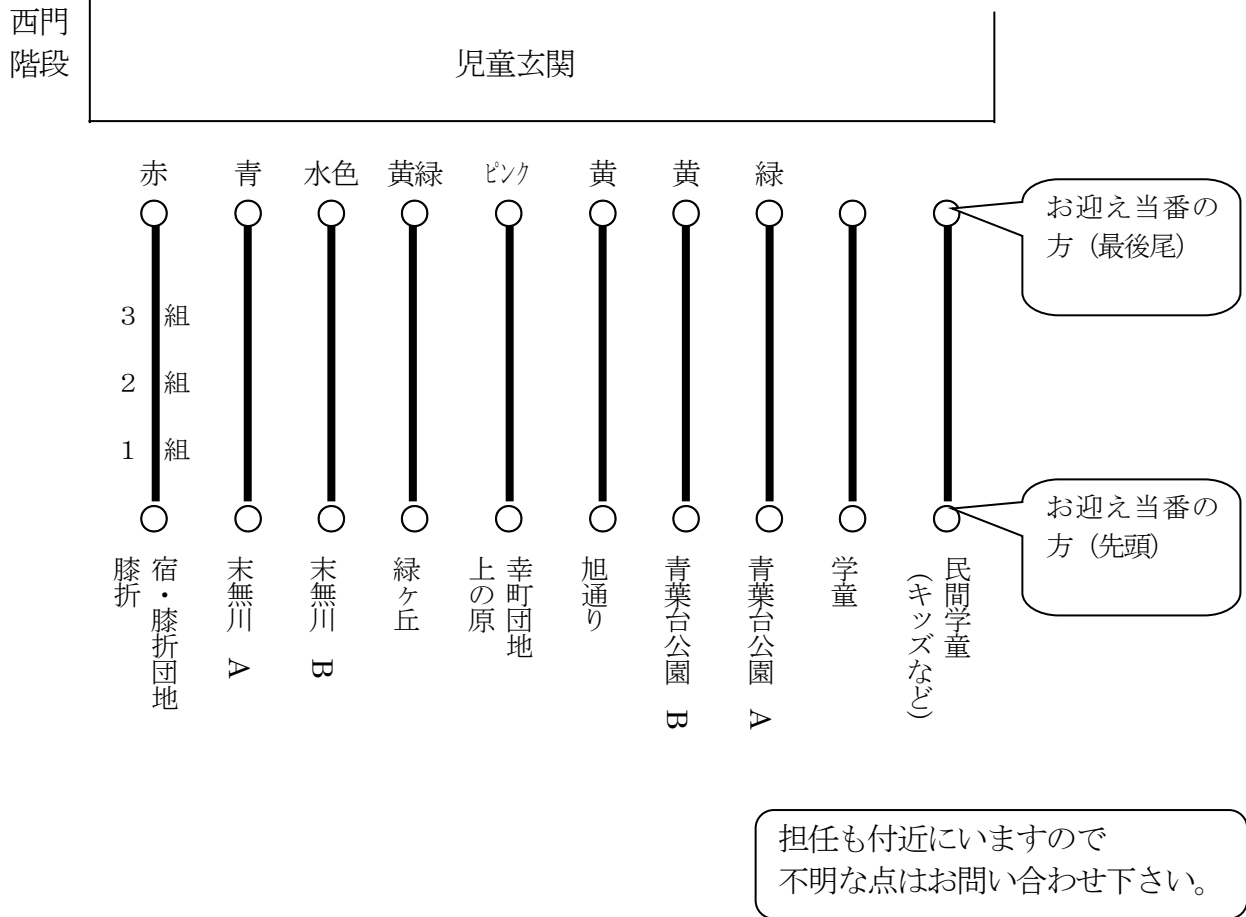 西門
階段
児童玄関
赤
青
水色
黄緑
ピンク
黄
黄
緑
お迎え当番の
方（最後尾）
３　組
２　組
１　組
お迎え当番の
方（先頭）
宿・膝折団地
膝折
末無川　Ａ
末無川　Ｂ
緑ヶ丘
幸町団地
上の原
旭通り
青葉台公園　Ｂ
青葉台公園　Ａ
学童
民間学童
（キッズなど）
担任も付近にいますので
不明な点はお問い合わせ下さい。